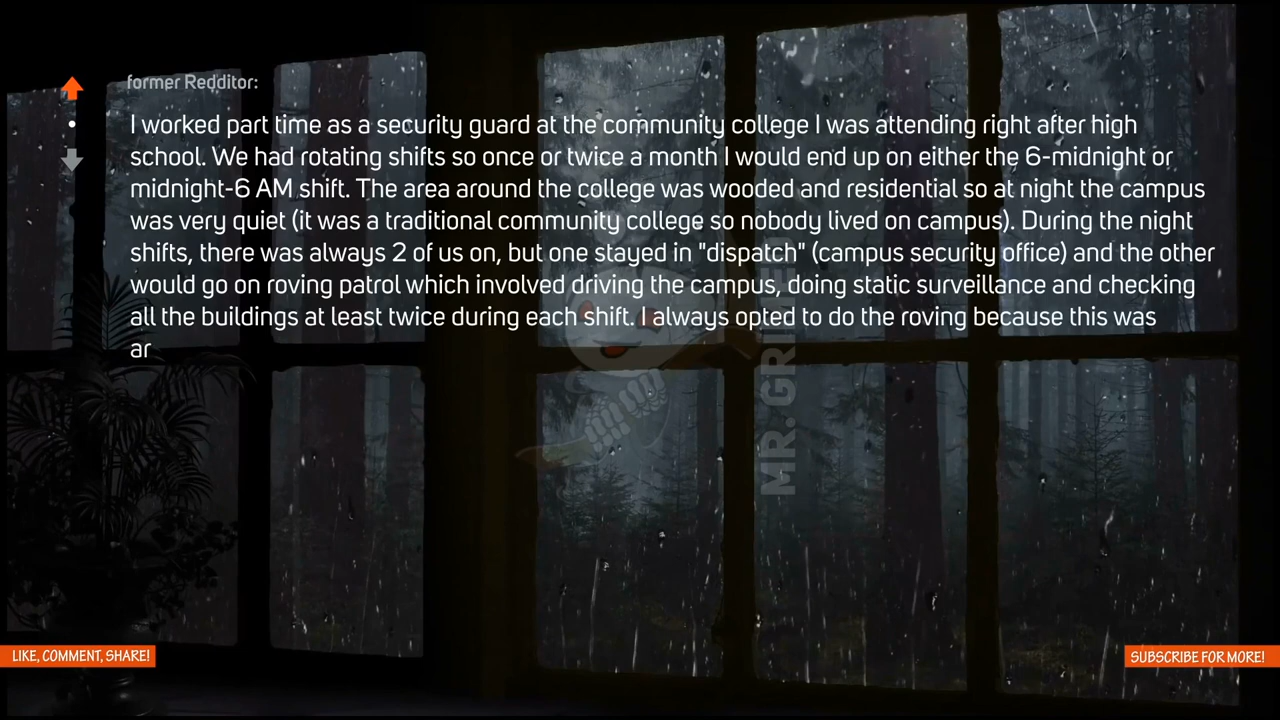 former Redditor:
I worked part time as a security guard at the community college I was attending right after high
school. We had rotating shifts so once or twice a month I would end up on either the 6-midnight or
midnight-6 AM shift. The area around the college was wooded and residential so at night the campus
was very quiet (it was a traditional community college so nobody lived on campus). During the night
shifts, there was always 2 of us on, but one stayed in "dispatch" (campus security office) and the other
would go on roving patrol which involved driving the campus, doing static surveillance and checking
all the buildings at least twice during each shift. I always opted to do the roving because this was
ar
MR. GRIM
LIKE, COMMENT, SHARE!
SUBSCRIBE FOR MORE!